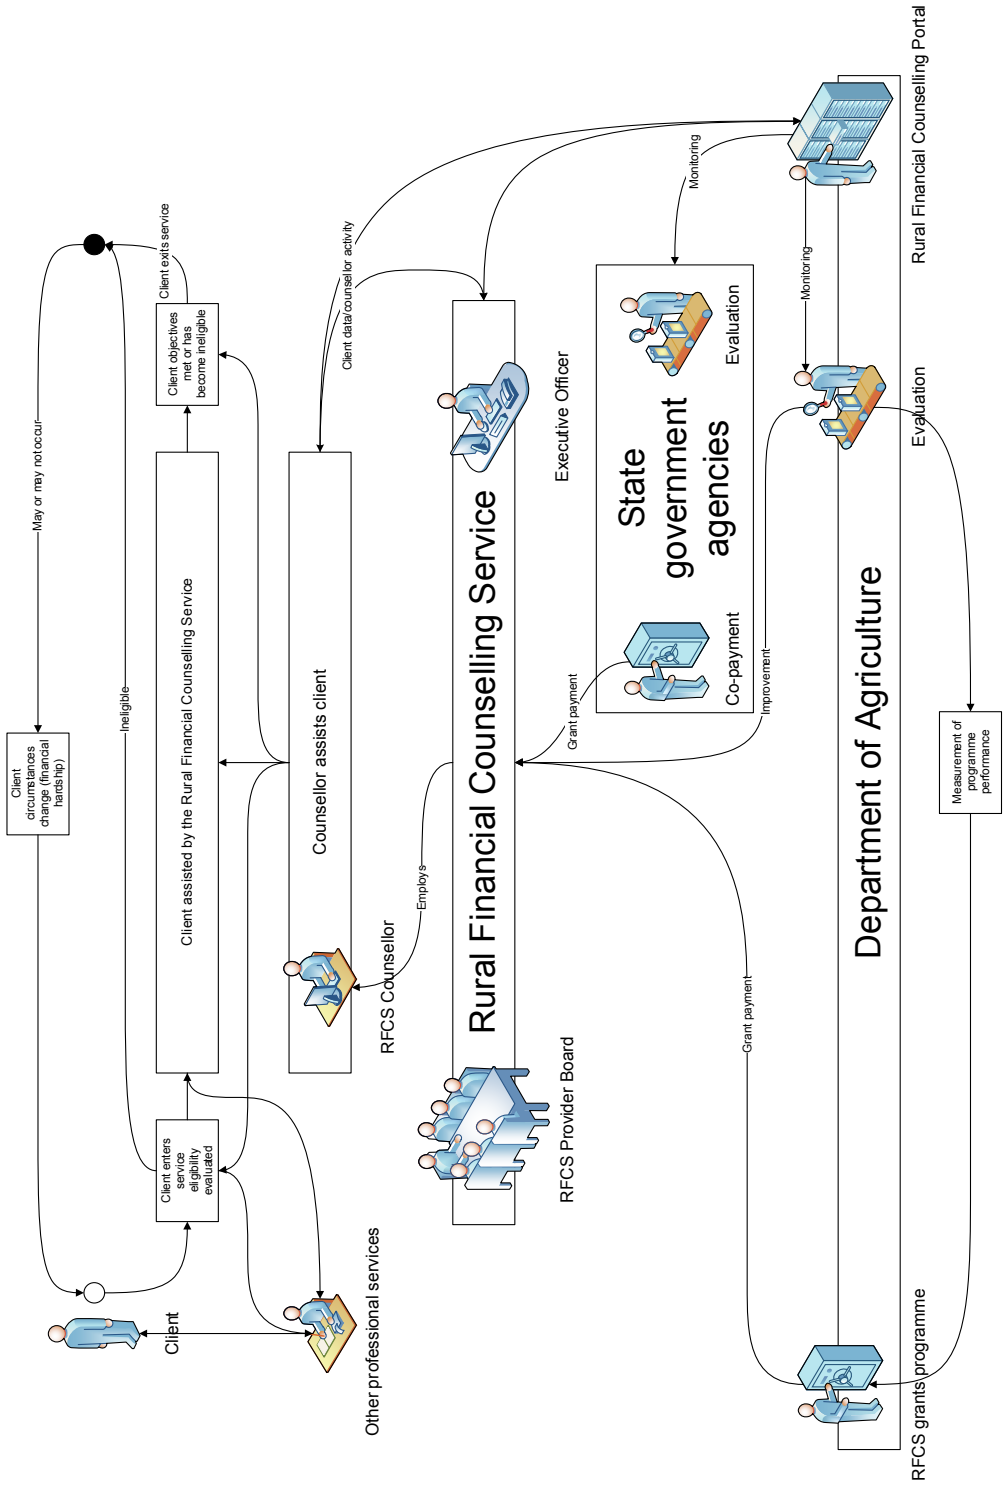 Client
Client
circumstances
change (financial
hardship)
May or may not occur
Ineligible
Client enters
service
eligibility
evaluated
Client assisted by the Rural Financial Counselling Service
Client objectives
met or has
become ineligible
Client exits service
Other professional services
Counsellor assists client
RFCS Counsellor
Client data/counsellor activity
Employs
RFCS Provider Board
Rural Financial Counselling Service
Executive Officer
Grant payment
Co-payment
State
government
agencies
Evaluation
Monitoring
Improvement
Grant payment
Monitoring
RFCS grants programme
Department of Agriculture
Evaluation
Rural Financial Counselling Portal
Measurement of
programme
performance